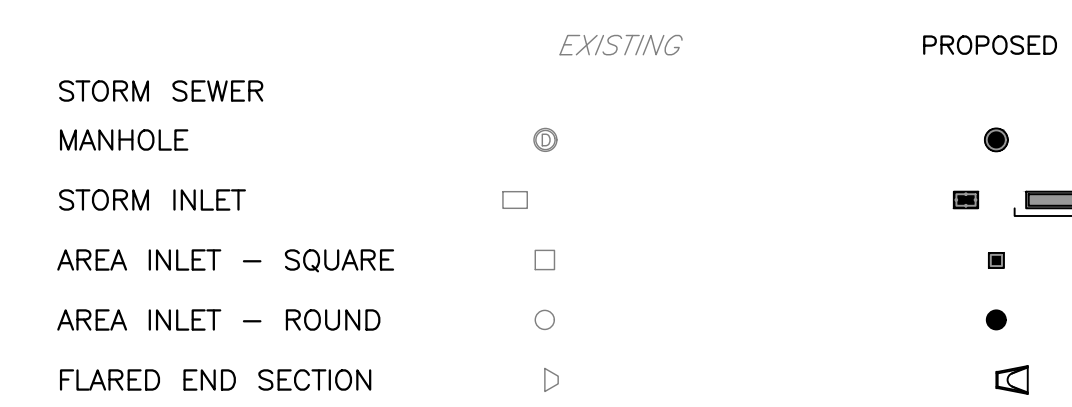 EXISTING PROPOSED
STORM SEWER
MANHOLE D
STORM INLET
AREA INLET – SQUARE
AREA INLET – ROUND
FLARED END SECTION